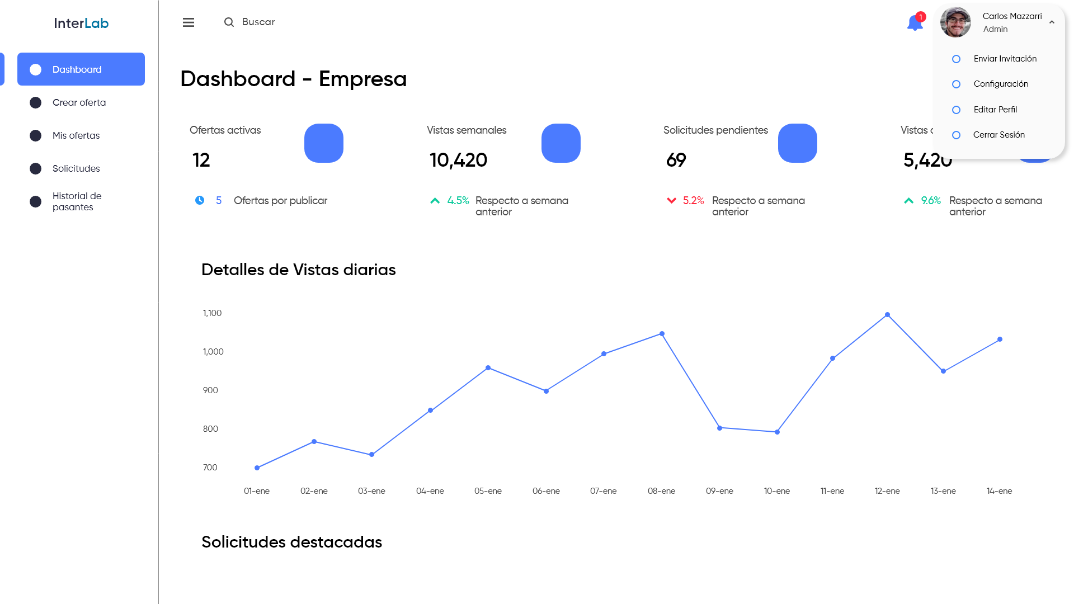 InterLab
Buscar
1
Carlos Mazzarri
Admin
Enviar Invitación
Configuración
Editar Perfil
Cerrar Sesión
Dashboard
Crear oferta
Mis ofertas
Solicitudes
Historial de
pasantes
Dashboard - Empresa
Ofertas activas
12
5 Ofertas por publicar
Vistas semanales
10,420
4.5% Respecto a semana
anterior
Solicitudes pendientes
69
5.2% Respecto a semana
anterior
Vistas
5,420
9.6% Respecto a semana
anterior
Detalles de Vistas diarias
1,100
1,000
900
800
700
01-ene 02-ene 03-ene 04-ene 05-ene 06-ene 07-ene 08-ene 09-ene 10-ene 11-ene 12-ene 13-ene 14-ene
Solicitudes destacadas